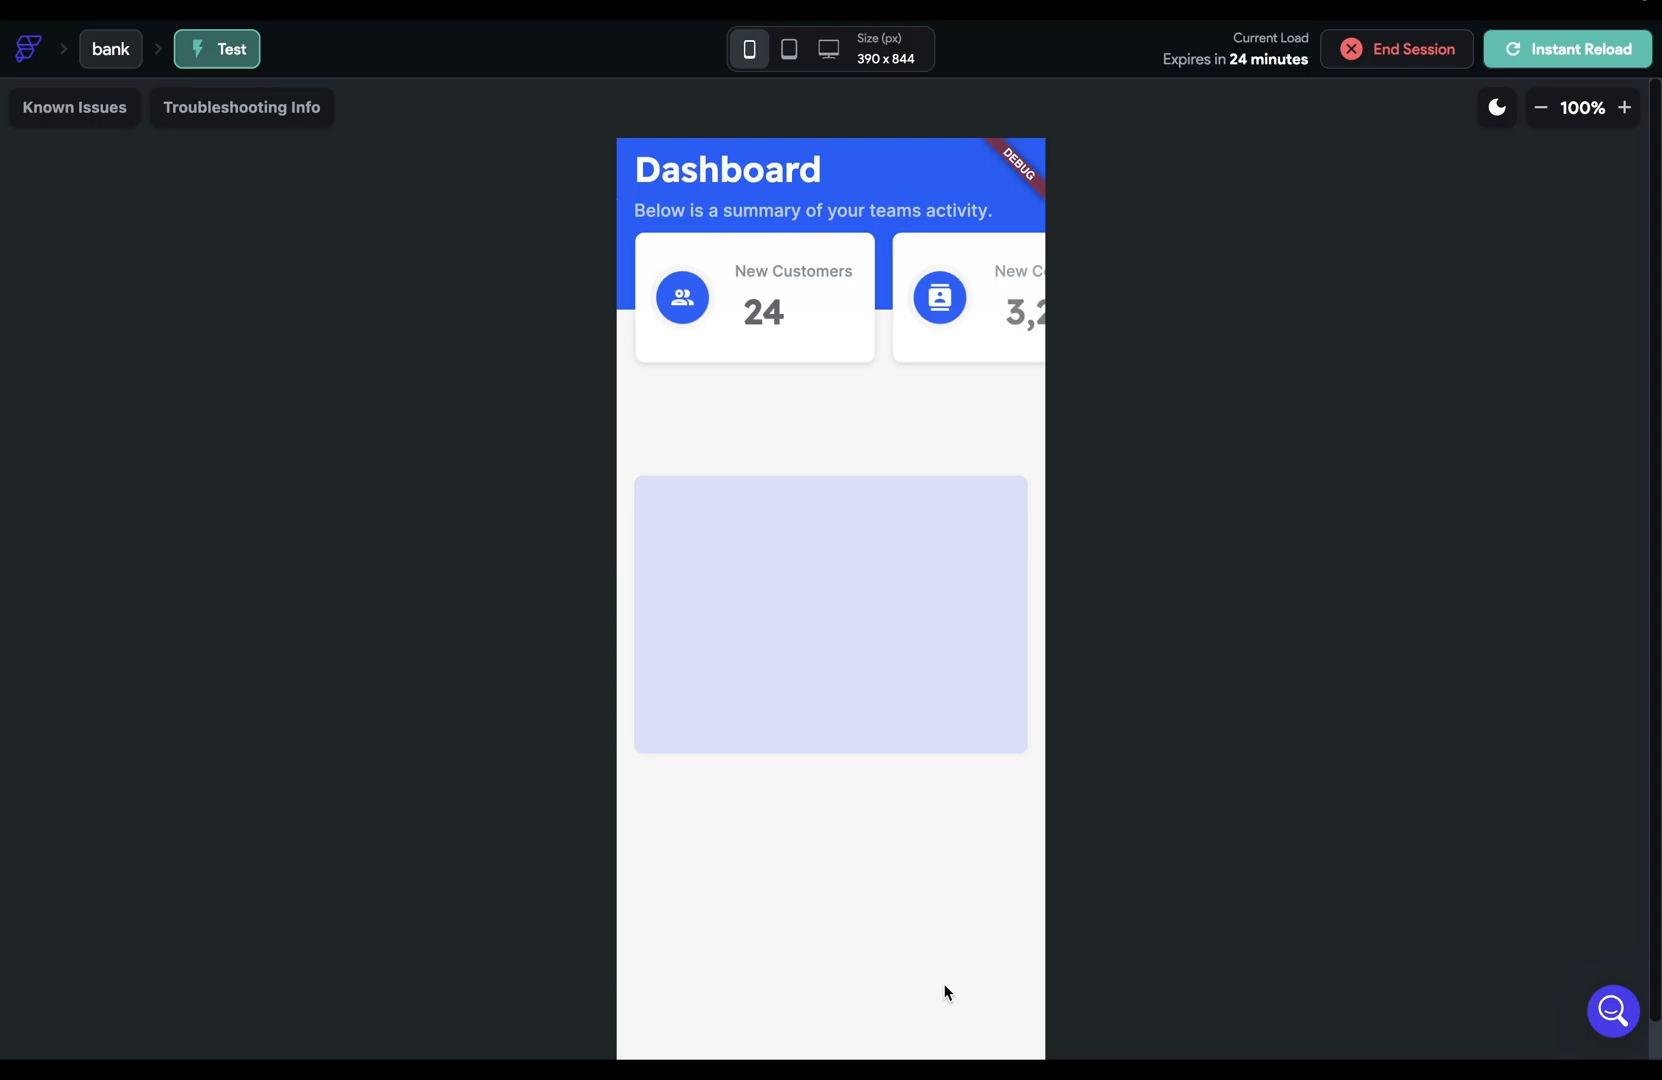 bank
Test
Size (px)
390 x 844
Current Load
Expires in 24 minutes
End Session
Instant Reload
Known Issues
Troubleshooting Info
100%
Dashboard
DEBUG
Below is a summary of your teams activity.
New Customers
24
New